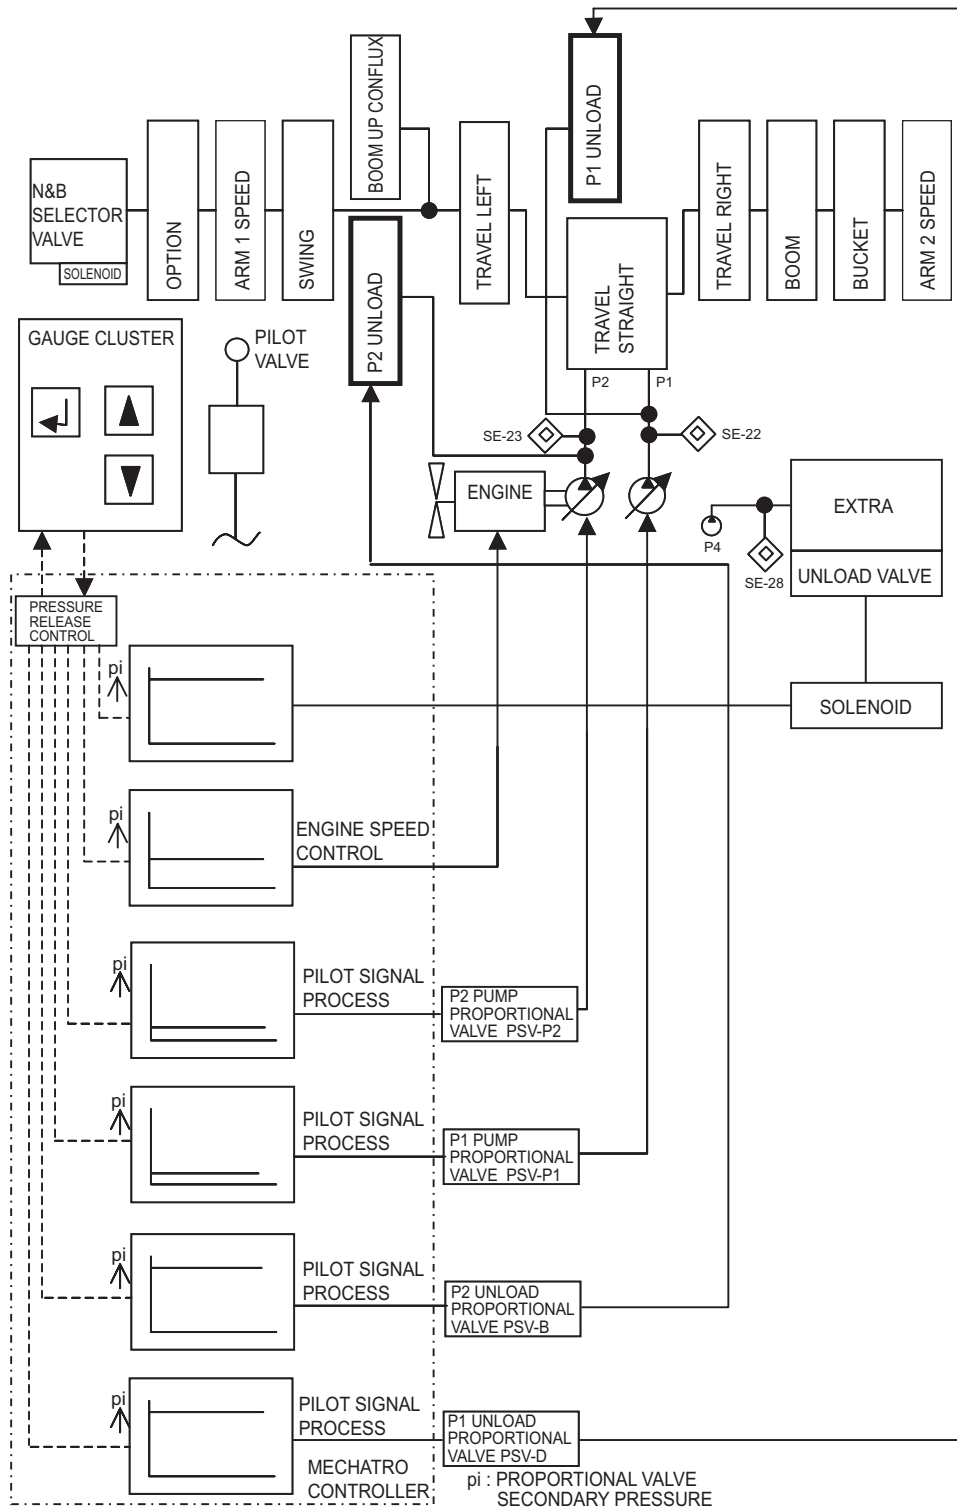 P1 UNLOAD
BOOM UP CONFLUX
N&B
SELECTOR
VALVE
SOLENOID
OPTION
ARM 1 SPEED
SWING
P2 UNLOAD
TRAVEL LEFT
TRAVEL
STRAIGHT
TRAVEL RIGHT
BOOM
BUCKET
ARM 2 SPEED
GAUGE CLUSTER
PILOT
VALVE
P2
P1
SE-23
SE-22
ENGINE
P4
SE-28
EXTRA
UNLOAD VALVE
SOLENOID
PRESSURE
RELEASE
CONTROL
pi
pi
ENGINE SPEED
CONTROL
pi
PILOT SIGNAL
PROCESS
P2 PUMP
PROPORTIONAL
VALVE PSV-P2
pi
PILOT SIGNAL
PROCESS
P1 PUMP
PROPORTIONAL
VALVE PSV-P1
pi
PILOT SIGNAL
PROCESS
P2 UNLOAD
PROPORTIONAL
VALVE PSV-B
pi
PILOT SIGNAL
PROCESS
P1 UNLOAD
PROPORTIONAL
VALVE PSV-D
MECHATRO
CONTROLLER
pi : PROPORTIONAL VALVE
SECONDARY PRESSURE